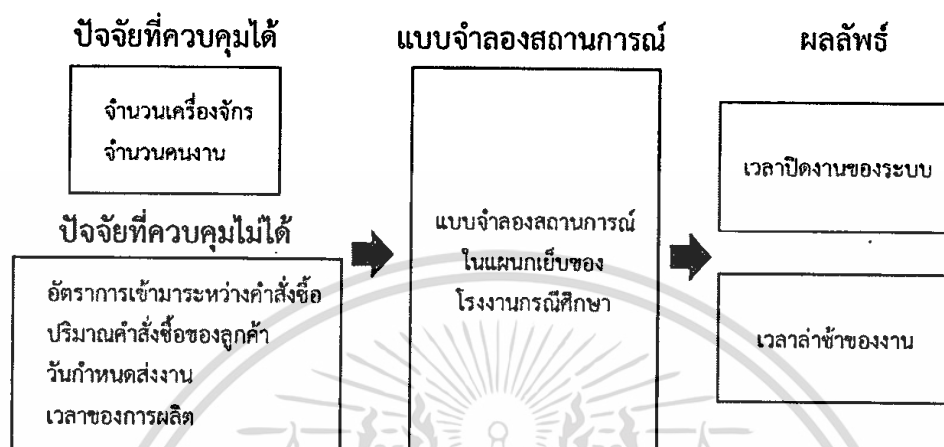 ปัจจัยที่ควบคุมได้
จำนวนเครื่องจักร
จำนวนคนงาน
ปัจจัยที่ควบคุมไม่ได้
อัตราการเข้ามาระหว่างคำสั่งซื้อ
ปริมาณคำสั่งซื้อของลูกค้า
วันกำหนดส่งงาน
เวลาของการผลิต
แบบจำลองสถานการณ์
แบบจำลองสถานการณ์
ในแผนกเย็บของ
โรงงานกรณีศึกษา
ผลลัพธ์
เวลาปิดงานของระบบ
เวลาล่าช้าของงาน